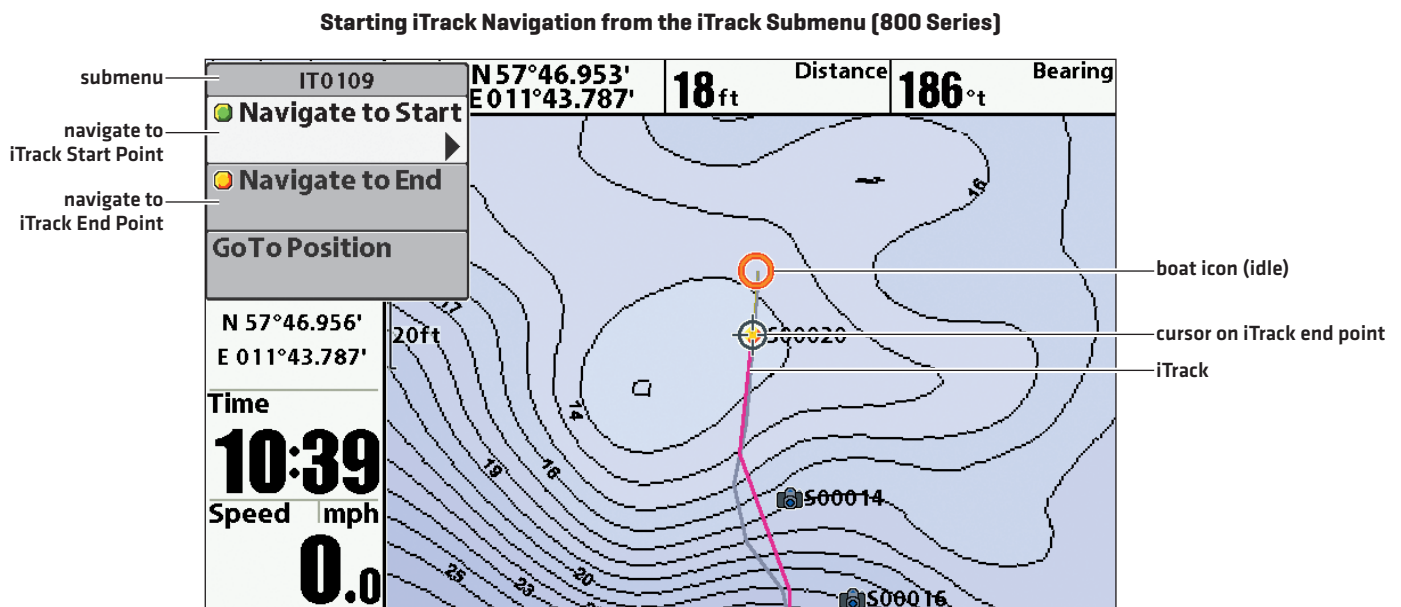 Starting iTrack Navigation from the iTrack Submenu (800 Series)
submenu
IT0109
N 57°46.953'
E 011°43.787'
18 ft
Distance
186 °t
Bearing
navigate to
iTrack Start Point
Navigate to Start
navigate to
iTrack End Point
Navigate to End
GoTo Position
16
boat icon (idle)
N 57°46.956'
E 011°43.787'
20ft
17
S00020
cursor on iTrack end point
iTrack
14
Time
10:39
19
16
S00014
Speed
mph
0.0
25
23
20
S00016